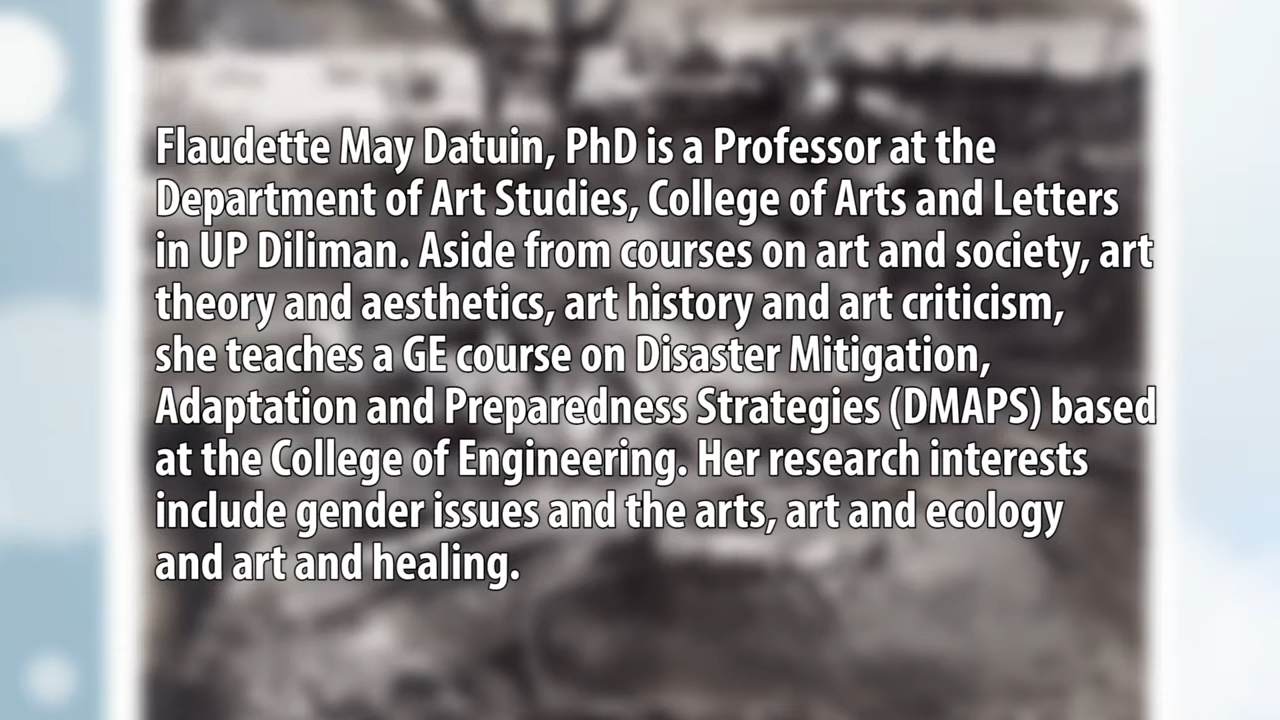 Flaudette May Datuin, PhD is a Professor at the
Department of Art Studies, College of Arts and Letters
in UP Diliman. Aside from courses on art and society, art
theory and aesthetics, art history and art criticism,
she teaches a GE course on Disaster Mitigation,
Adaptation and Preparedness Strategies (DMAPS) based
at the College of Engineering. Her research interests
include gender issues and the arts, art and ecology
and art and healing.